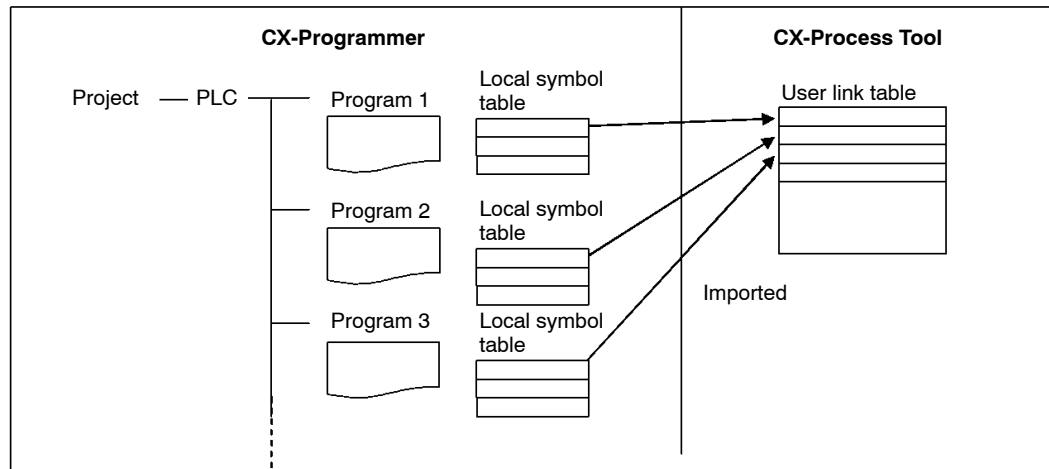 CX-Programmer
CX-Process Tool
Project
PLC
Program 1
Local symbol
table
User link table
Program 2
Local symbol
table
Imported
Program 3
Local symbol
table